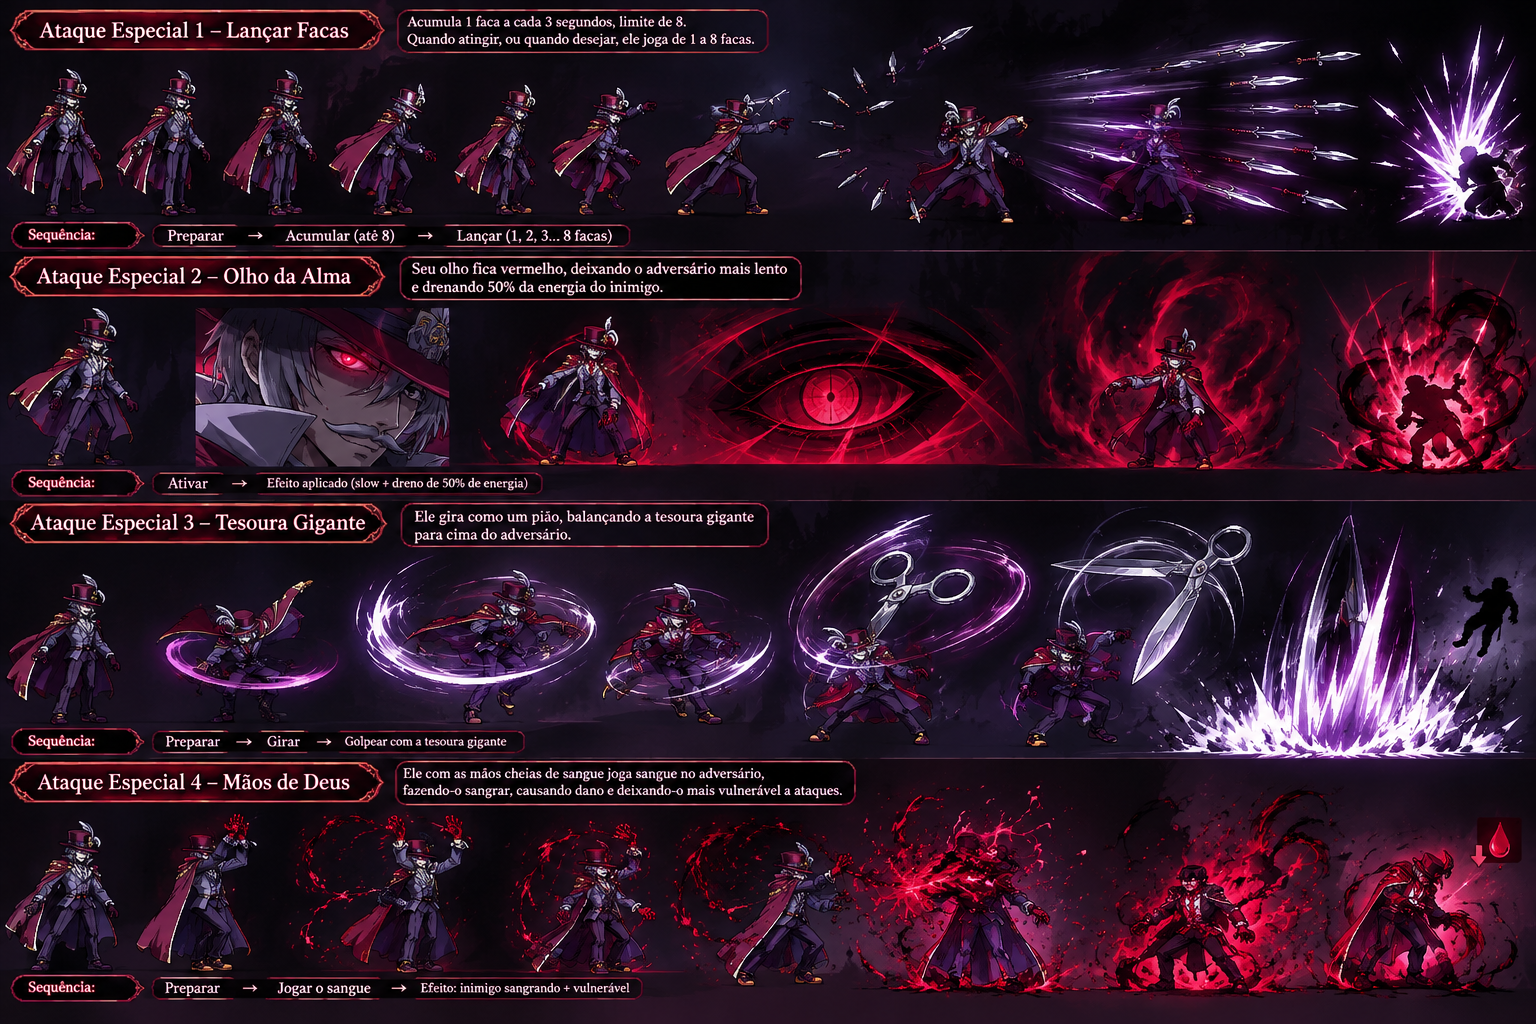 Ataque Especial 1 – Lançar Facas
Acumula 1 faca a cada 3 segundos, limite de 8.
Quando atingir, ou quando desejar, ele joga de 1 a 8 facas.
Sequência:
Preparar → Acumular (até 8) → Lançar (1, 2, 3... 8 facas)
Ataque Especial 2 – Olho da Alma
Seu olho fica vermelho, deixando o adversário mais lento
e drenando 50% da energia do inimigo.
Sequência:
Ativar → Efeito aplicado (slow + dreno de 50% de energia)
Ataque Especial 3 – Tesoura Gigante
Ele gira como um pião, balançando a tesoura gigante
para cima do adversário.
Sequência:
Preparar → Girar → Golpear com a tesoura gigante
Ataque Especial 4 – Mãos de Deus
Ele com as mãos cheias de sangue joga sangue no adversário,
fazendo-o sangrar, causando dano e deixando-o mais vulnerável a ataques.
Sequência:
Preparar → Jogar o sangue → Efeito: inimigo sangrando + vulnerável